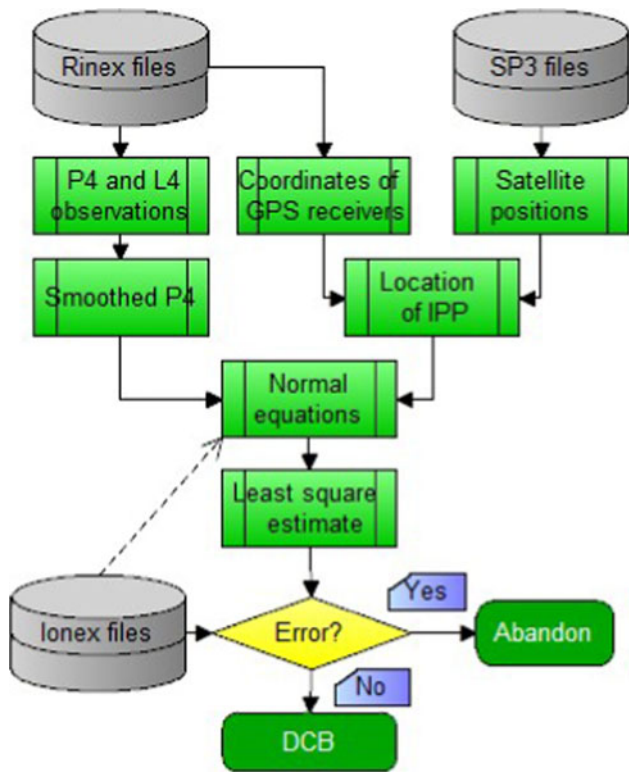 Rinex files
SP3 files
P4 and L4
observations
Coordinates of
GPS receivers
Satellite
positions
Smoothed P4
Location
of IPP
Normal
equations
Least square
estimate
Ionex files
Error?
Yes
Abandon
No
DCB